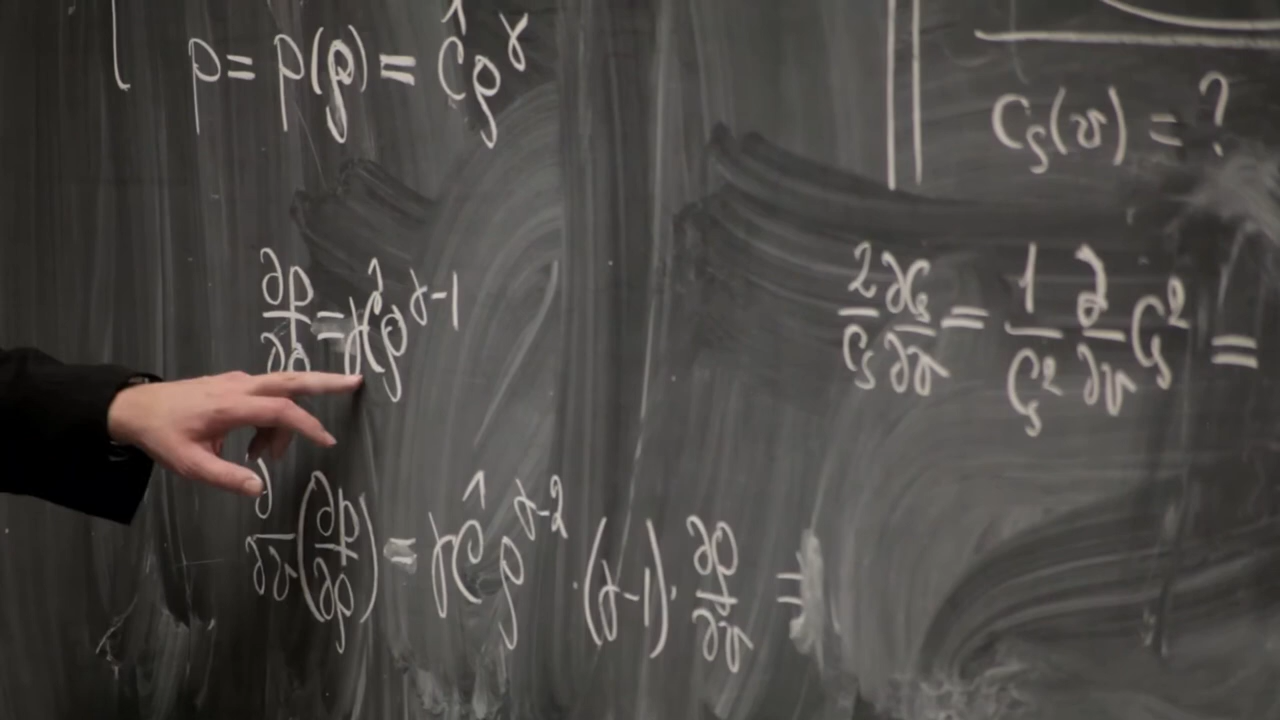 p = p(ρ) = Ĉρ^γ
C_s(v) = ?
∂p/∂ρ = γĈρ^(γ-1)
2/C_s ∂C_s/∂v = 1/C_s² ∂/∂v C_s² =
∂/∂v (∂p/∂ρ) = γĈρ^(γ-2) · (γ-1) · ∂ρ/∂v =